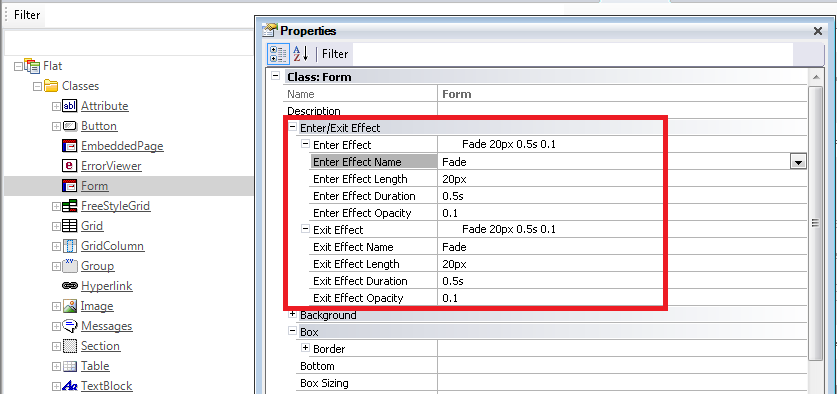 Filter
Flat
Classes
Attribute
Button
EmbeddedPage
ErrorViewer
Form
FreeStyleGrid
Grid
GridColumn
Group
Hyperlink
Image
Messages
Section
Table
TextBlock
Properties
Filter
Class: Form
Name Form
Description
Enter/Exit Effect
Enter Effect Fade 20px 0.5s 0.1
Enter Effect Name Fade
Enter Effect Length 20px
Enter Effect Duration 0.5s
Enter Effect Opacity 0.1
Exit Effect Fade 20px 0.5s 0.1
Exit Effect Name Fade
Exit Effect Length 20px
Exit Effect Duration 0.5s
Exit Effect Opacity 0.1
Background
Box
Border
Bottom
Box Sizing